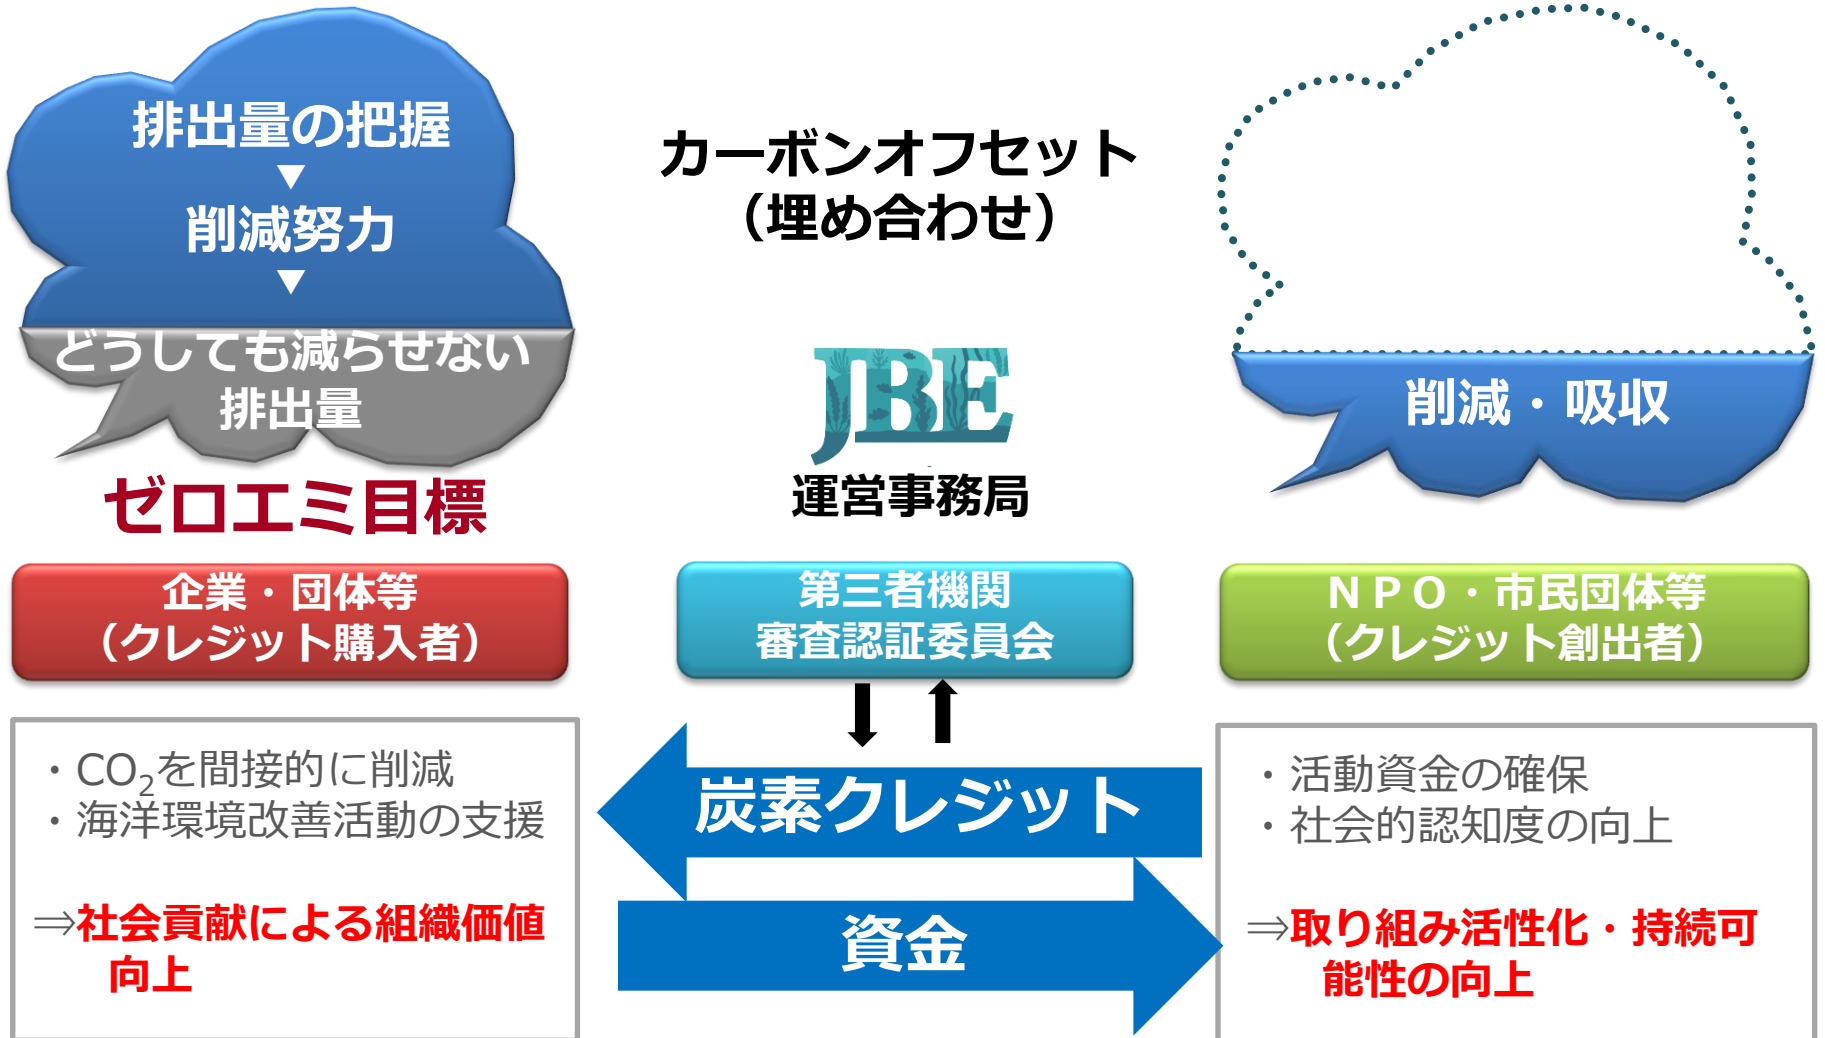 排出量の把握
▼
削減努力
▼
どうしても減らせない
排出量
ゼロエミ目標
企業・団体等
（クレジット購入者）
・CO₂を間接的に削減
・海洋環境改善活動の支援
⇒社会貢献による組織価値
向上
カーボンオフセット
（埋め合わせ）
JBE
運営事務局
第三者機関
審査認証委員会
炭素クレジット
資金
削減・吸収
ＮＰＯ・市民団体等
（クレジット創出者）
・活動資金の確保
・社会的認知度の向上
⇒取り組み活性化・持続可
能性の向上